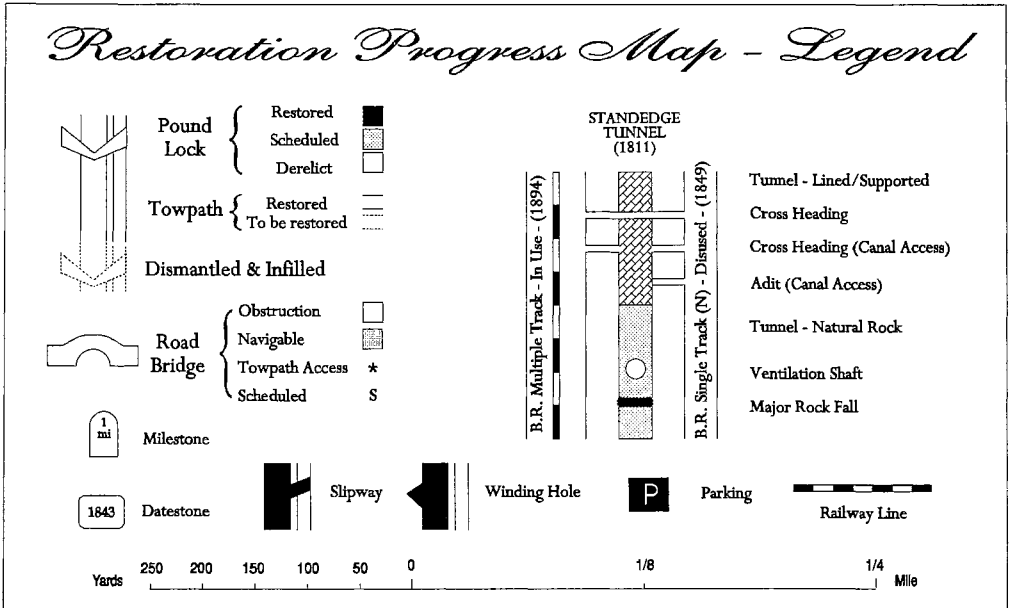 Restoration Progress Map - Legend
Pound
Lock
Restored
Scheduled
Derelict
Towpath
Restored
To be restored
Dismantled & Infilled
Road
Bridge
Obstruction
Navigable
Towpath Access *
Scheduled S
1
mi
Milestone
1843
Datestone
STANDEDGE
TUNNEL
(1811)
B.R. Multiple Track - In Use - (1894)
B.R. Single Track (N) - Disused - (1849)
Tunnel - Lined/Supported
Cross Heading
Cross Heading (Canal Access)
Adit (Canal Access)
Tunnel - Natural Rock
Ventilation Shaft
Major Rock Fall
Slipway
Winding Hole
P
Parking
Railway Line
Yards 250 200 150 100 50 0 1/8 1/4 Mile